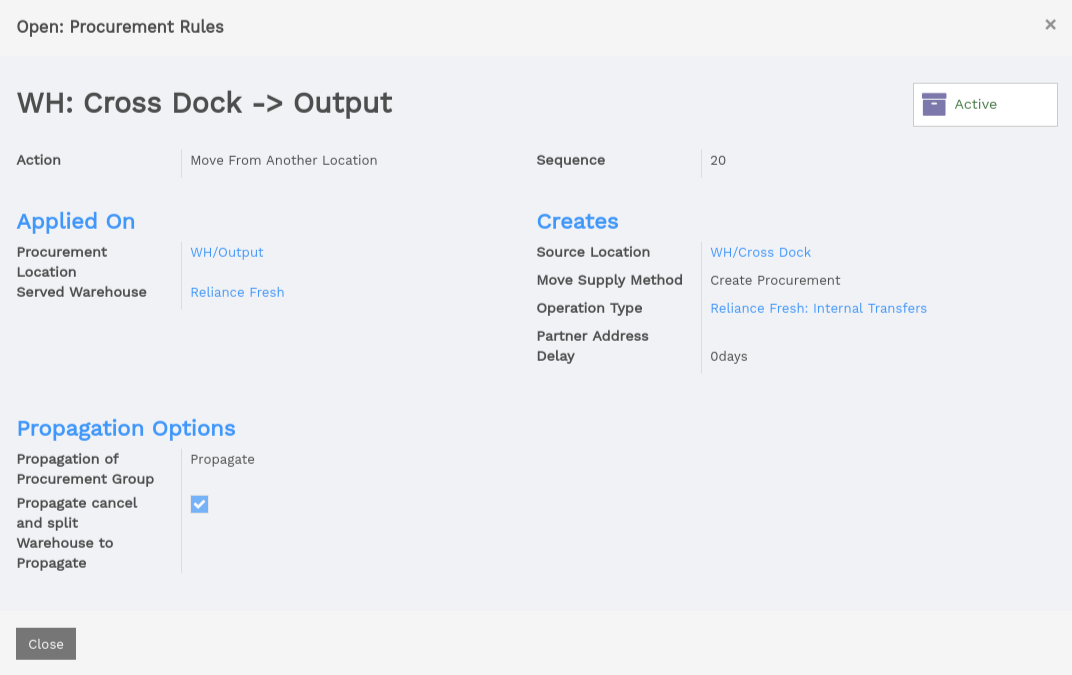 Open: Procurement Rules
×
WH: Cross Dock -> Output
Active
Action
Move From Another Location
Sequence
20
Applied On
Procurement
Location
WH/Output
Served Warehouse
Reliance Fresh
Creates
Source Location
WH/Cross Dock
Move Supply Method
Create Procurement
Operation Type
Reliance Fresh: Internal Transfers
Partner Address
Delay
0days
Propagation Options
Propagation of
Procurement Group
Propagate
Propagate cancel
and split
Warehouse to
Propagate
Close